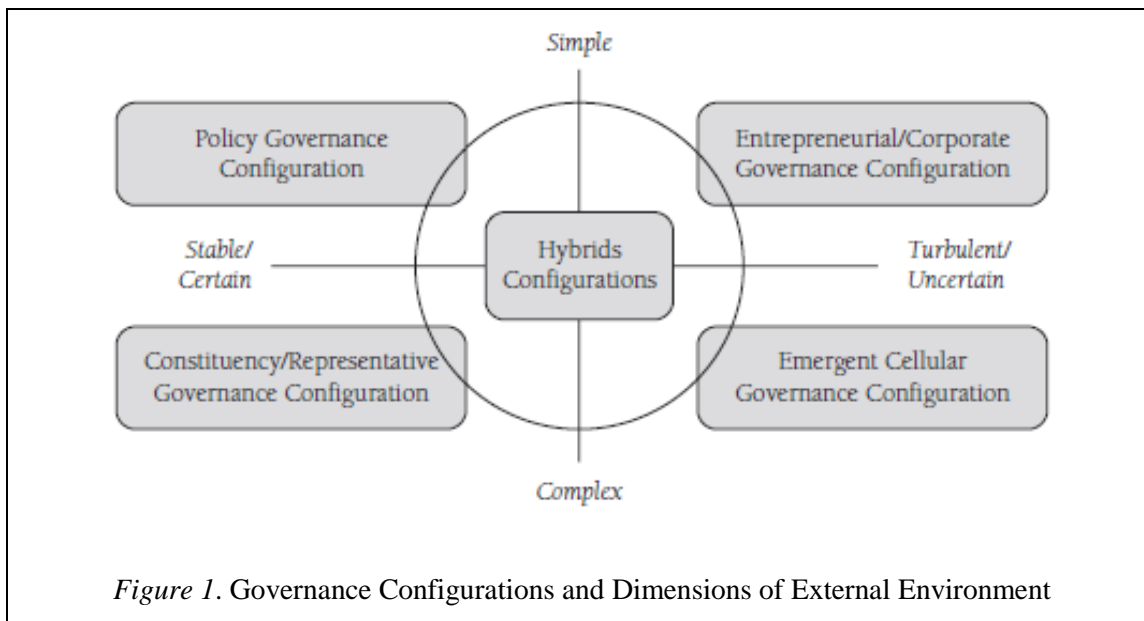 Simple
Policy Governance
Configuration
Entrepreneurial/Corporate
Governance Configuration
Stable/
Certain
Hybrids
Configurations
Turbulent/
Uncertain
Constituency/Representative
Governance Configuration
Emergent Cellular
Governance Configuration
Complex
Figure 1. Governance Configurations and Dimensions of External Environment